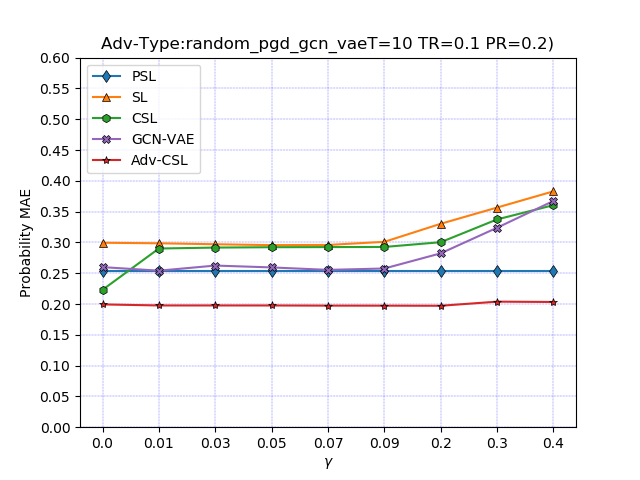 Adv-Type:random_pgd_gcn_vaeT=10 TR=0.1 PR=0.2)
0.60
0.55
0.50
0.45
0.40
0.35
0.30
0.25
0.20
0.15
0.10
0.05
0.00
Probability MAE
PSL
SL
CSL
GCN-VAE
Adv-CSL
0.0 0.01 0.03 0.05 0.07 0.09 0.2 0.3 0.4
γ